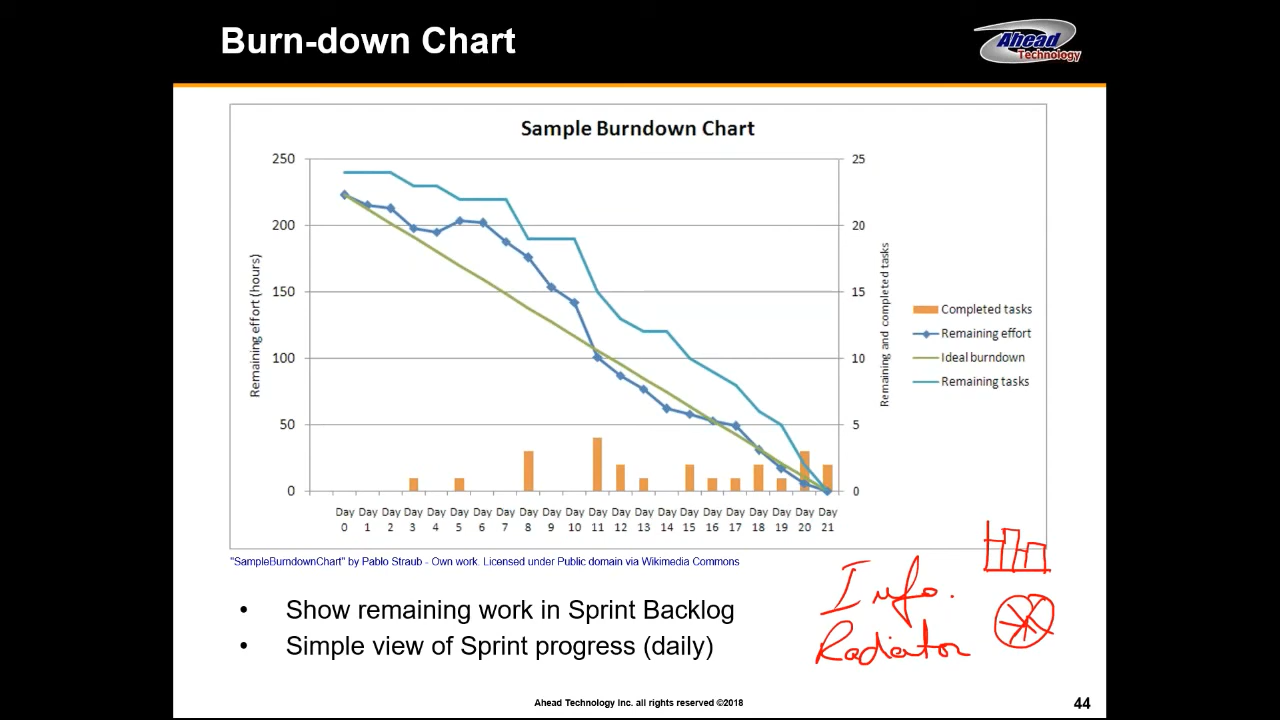 Burn-down Chart
Ahead
Technology
Sample Burndown Chart
250
200
150
100
50
0
Remaining effort (hours)
25
20
15
10
5
0
Remaining and completed tasks
Completed tasks
Remaining effort
Ideal burndown
Remaining tasks
Day Day Day Day Day Day Day Day Day Day Day Day Day Day Day Day Day Day Day Day Day Day
0 1 2 3 4 5 6 7 8 9 10 11 12 13 14 15 16 17 18 19 20 21
"SampleBurndownChart" by Pablo Straub - Own work. Licensed under Public domain via Wikimedia Commons
• Show remaining work in Sprint Backlog
• Simple view of Sprint progress (daily)
Info.
Radiator
Ahead Technology Inc. all rights reserved ©2018
44